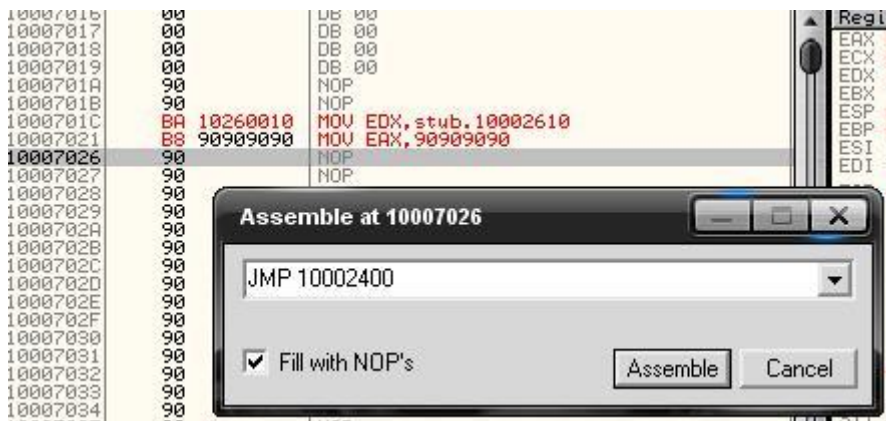 10007016 00 DB 00
10007017 00 DB 00
10007018 00 DB 00
10007019 00 DB 00
1000701A 90 NOP
1000701B 90 NOP
1000701C BA 10260010 MOV EDX,stub.10002610
10007021 B8 90909090 MOV EAX,90909090
10007026 90 NOP
10007027 90 NOP
10007028 90
10007029 90
1000702A 90
1000702B 90
1000702C 90
1000702D 90
1000702E 90
1000702F 90
10007030 90
10007031 90
10007032 90
10007033 90
10007034 90
Regi
EAX
ECX
EDX
EBX
ESP
EBP
ESI
EDI
Assemble at 10007026
JMP 10002400
Fill with NOP's
Assemble Cancel